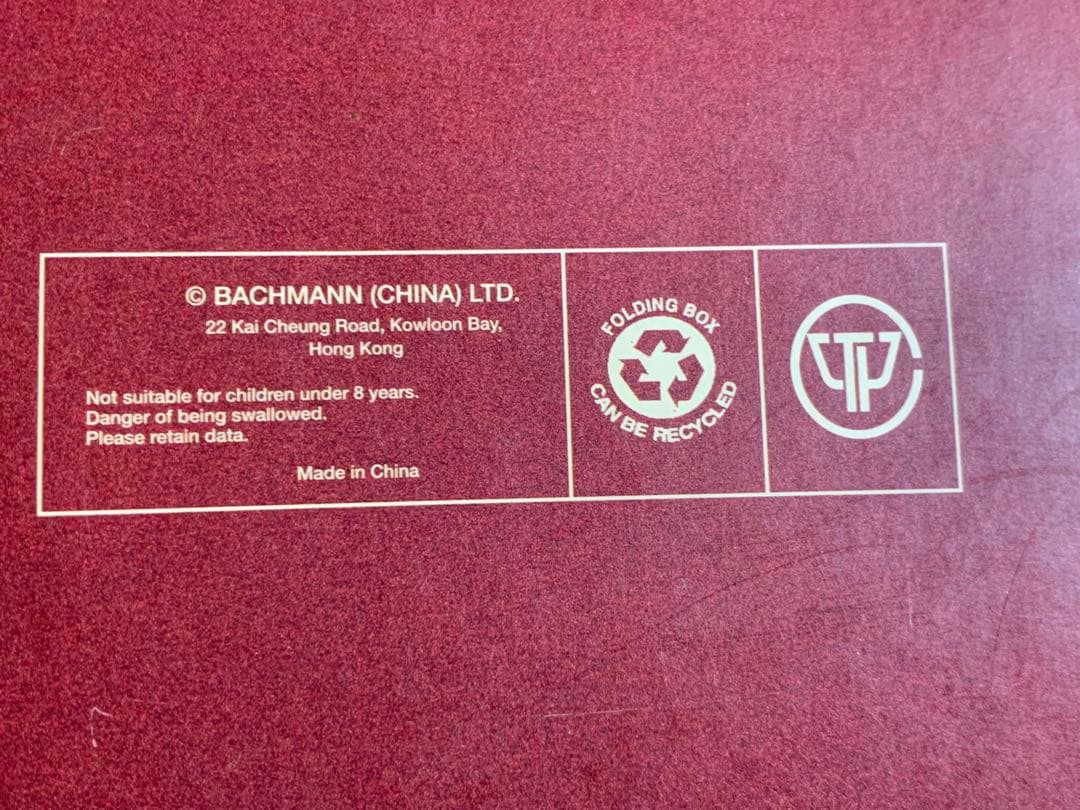 © BACHMANN (CHINA) LTD.
22 Kai Cheung Road, Kowloon Bay,
Hong Kong
Not suitable for children under 8 years.
Danger of being swallowed.
Please retain data.
Made in China
FOLDING BOX
CAN BE RECYCLED